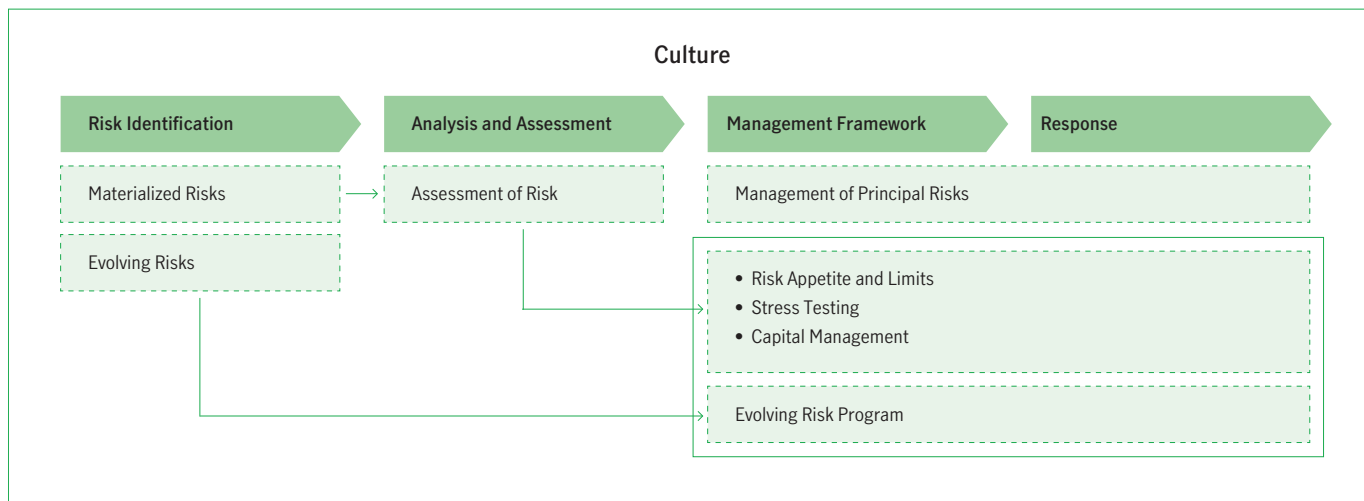 Culture
Risk Identification
Analysis and Assessment
Management Framework
Response
Materialized Risks
Assessment of Risk
Management of Principal Risks
Evolving Risks
• Risk Appetite and Limits
• Stress Testing
• Capital Management
Evolving Risk Program